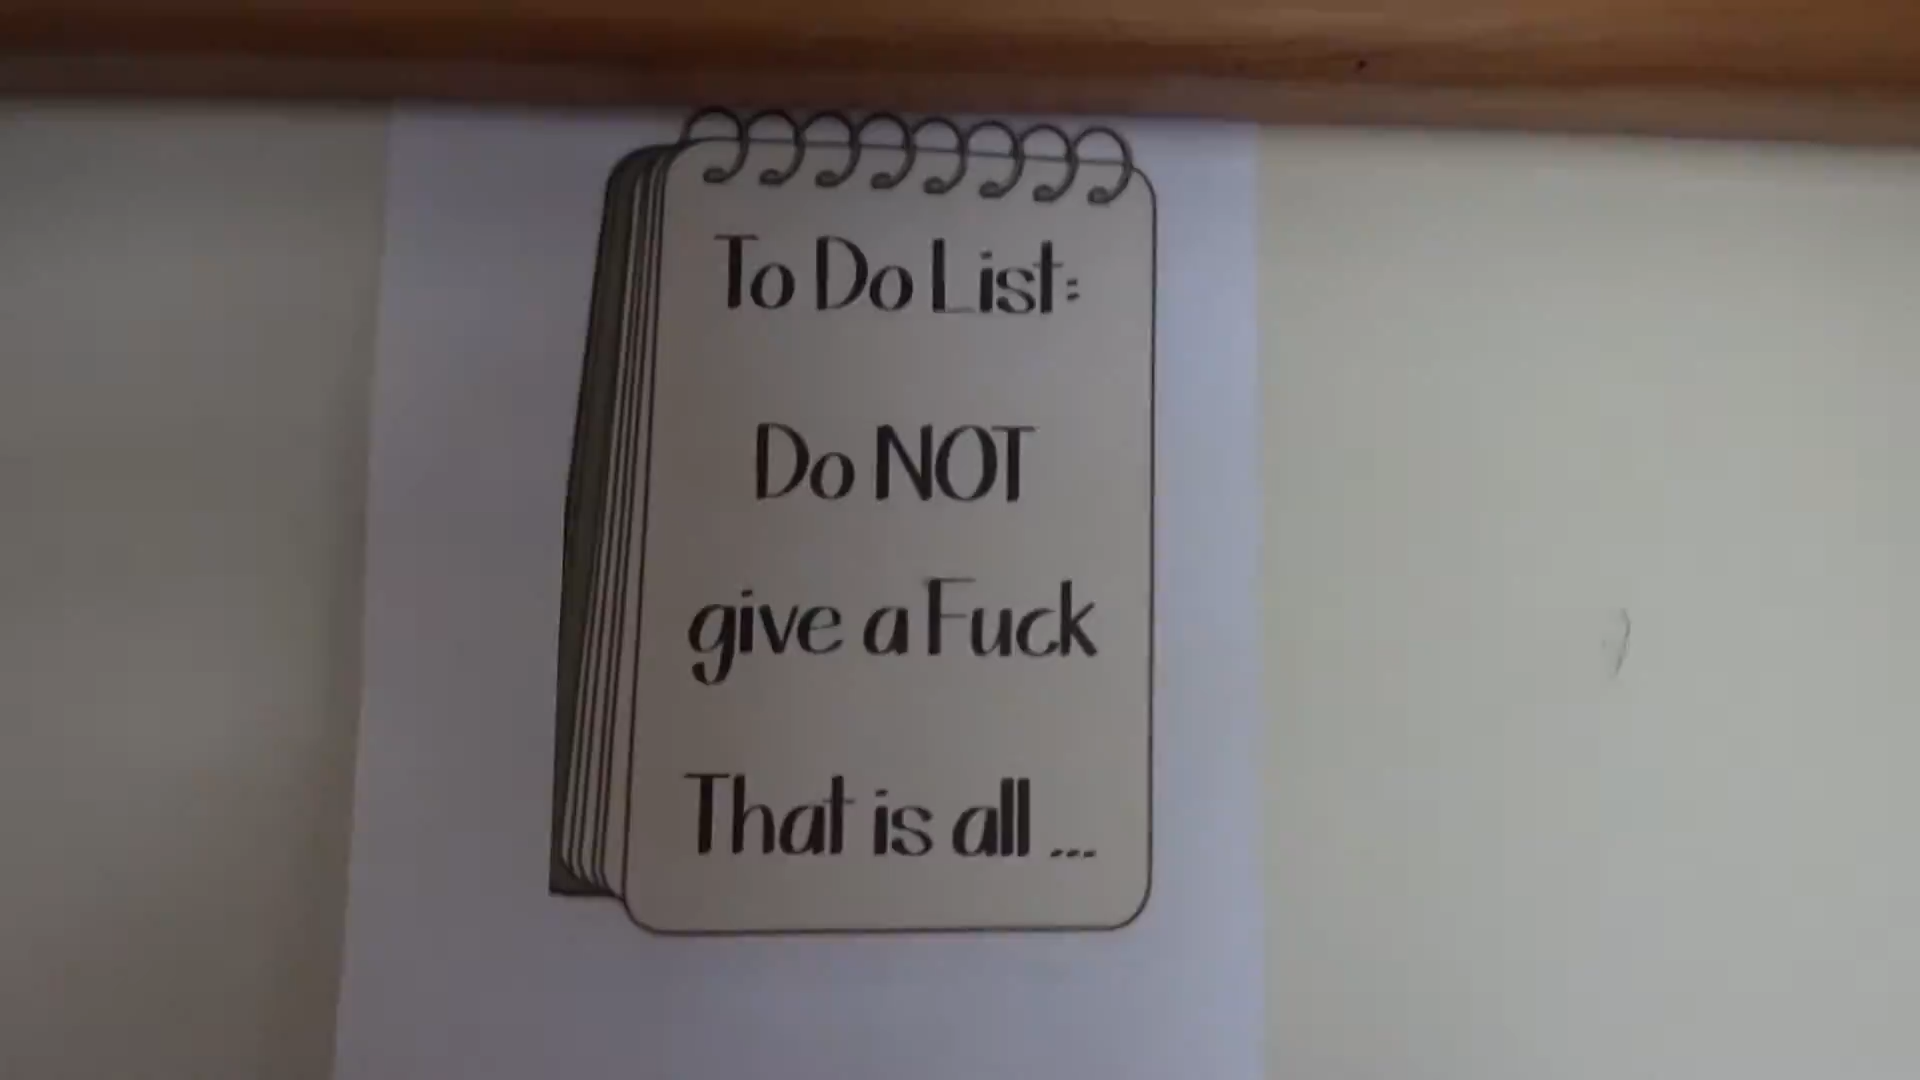 To Do List:
Do NOT
give a Fuck
That is all ...